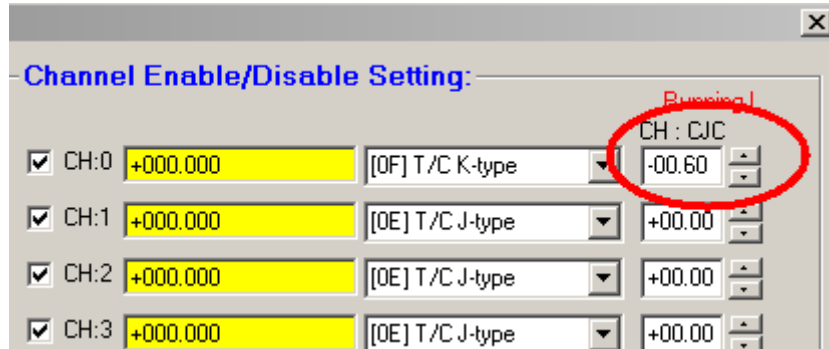 Channel Enable/Disable Setting:
Running!
CH : CJC
CH:0 +000.000 [0F] T/C K-type -00.60
CH:1 +000.000 [0E] T/C J-type +00.00
CH:2 +000.000 [0E] T/C J-type +00.00
CH:3 +000.000 [0E] T/C J-type +00.00